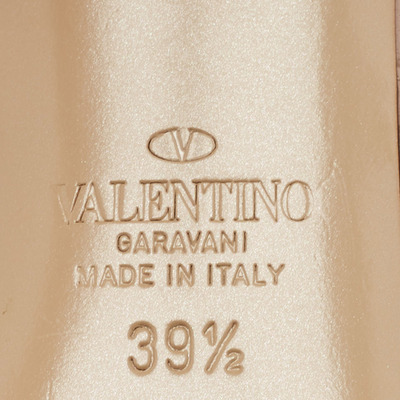 V
VALENTINO
GARAVANI
MADE IN ITALY
39½